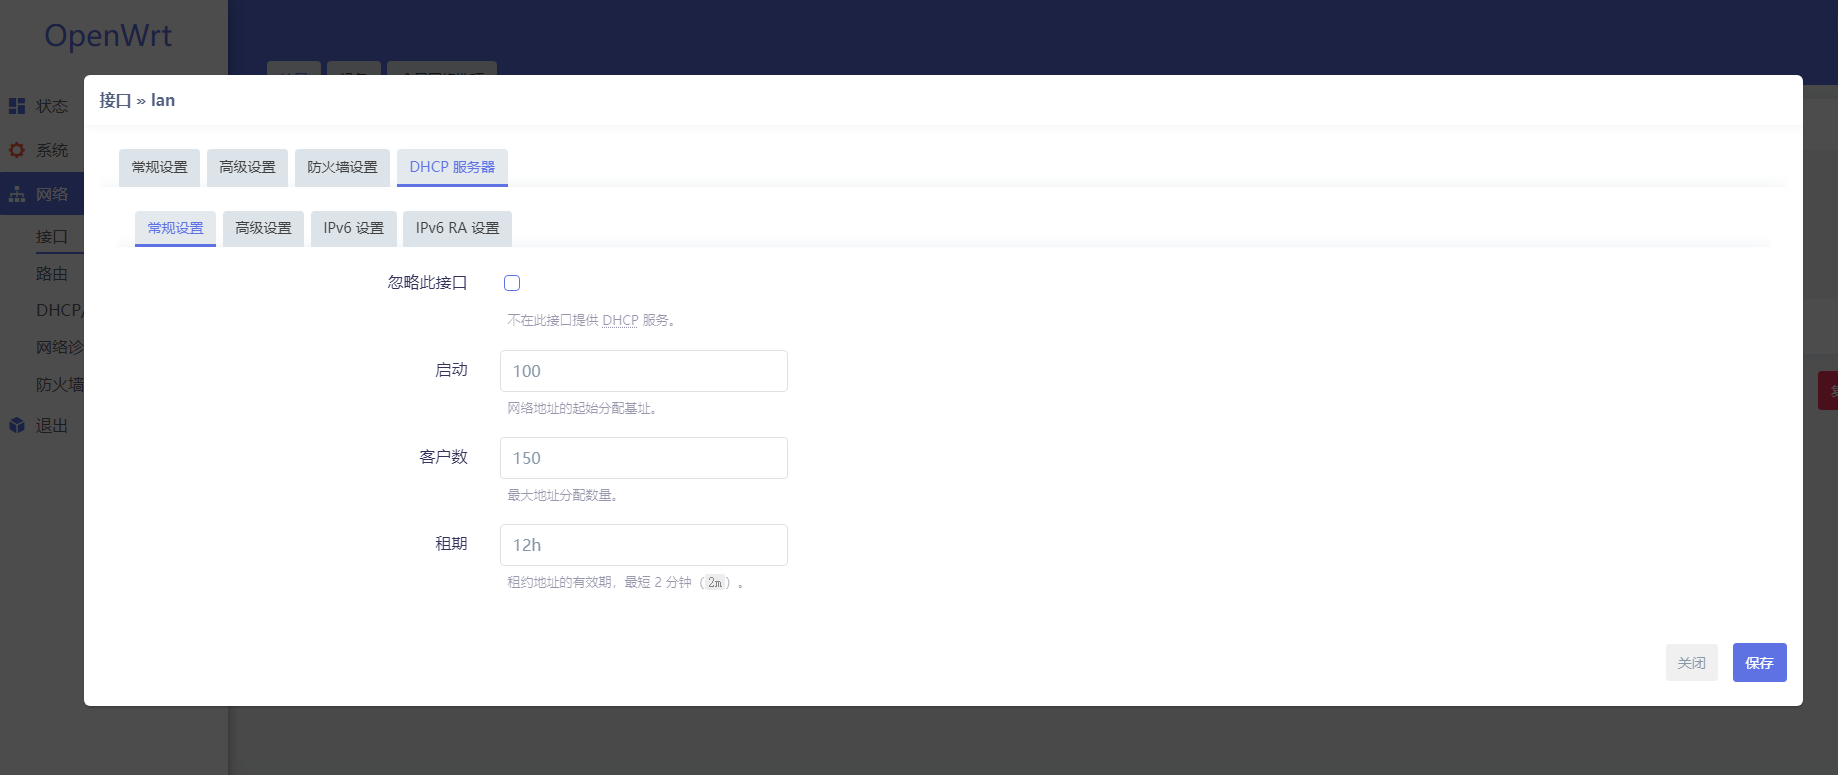 OpenWrt
状态
系统
网络
接口
路由
DHCP/
网络诊
防火墙
退出
接口 » lan
常规设置 高级设置 防火墙设置 DHCP 服务器
常规设置 高级设置 IPv6 设置 IPv6 RA 设置
忽略此接口
不在此接口提供 DHCP 服务。
启动 100
网络地址的起始分配基址。
客户数 150
最大地址分配数量。
租期 12h
租约地址的有效期，最短 2 分钟（2m）。
关闭 保存